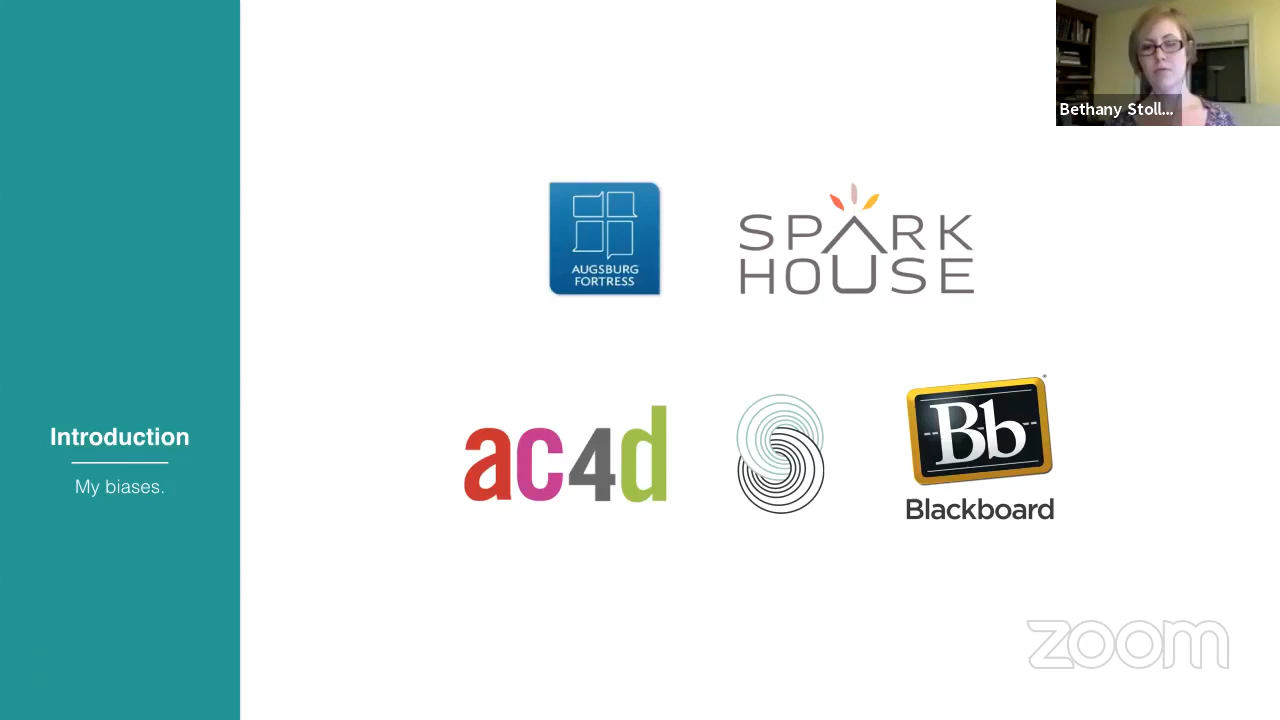 Bethany Stoll...
AUGSBURG
FORTRESS
SPARK
HOUSE
Introduction
My biases.
ac4d
Bb
Blackboard
zoom